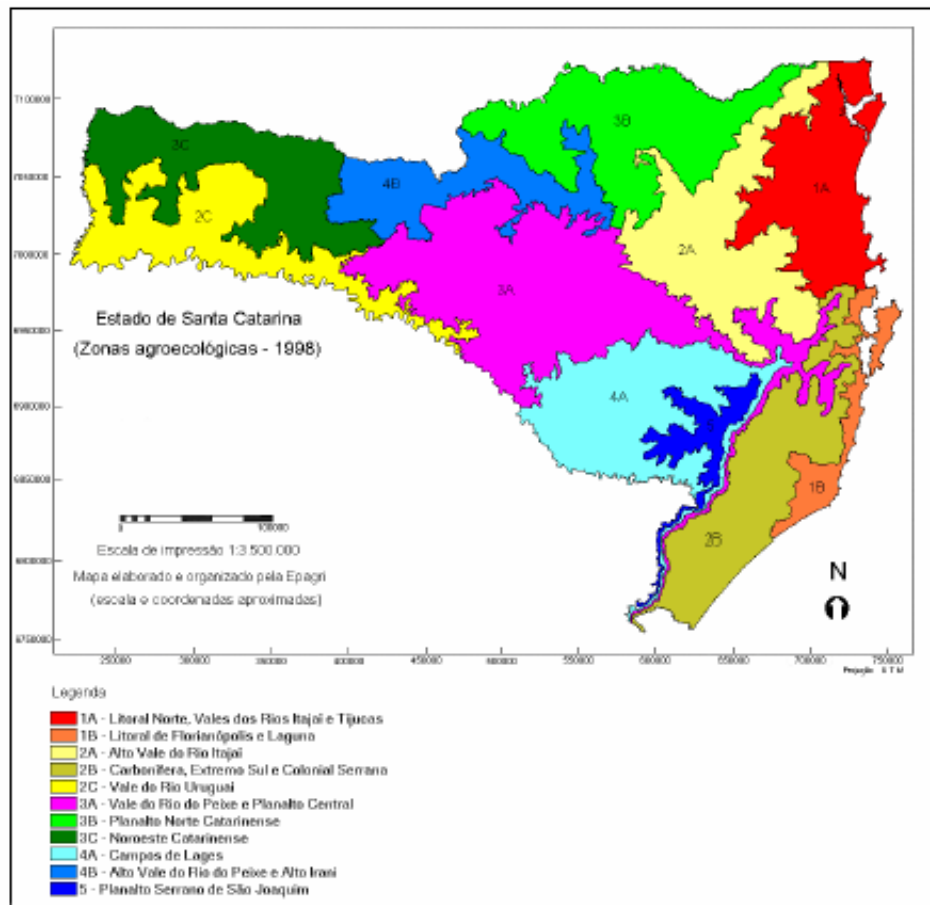 7100000
3B
3C
7050000
4B
1A
2C
2A
7000000
3A
Estado de Santa Catarina
6950000
(Zonas agroecológicas - 1998)
6900000
4A
5
6850000
1B
100000
2B
Escala de impressão 1:3.500.000
6800000
N
Mapa elaborado e organizado pela Epagri
(escala e coordenadas aproximadas)
6750000
250000 300000 350000 400000 450000 500000 550000 600000 650000 700000 750000
Projeção U T M
Legenda
1A - Litoral Norte, Vales dos Rios Itajaí e Tijucas
1B - Litoral de Florianópolis e Laguna
2A - Alto Vale do Rio Itajaí
2B - Carbonífera, Extremo Sul e Colonial Serrana
2C - Vale do Rio Uruguai
3A - Vale do Rio do Peixe e Planalto Central
3B - Planalto Norte Catarinense
3C - Noroeste Catarinense
4A - Campos de Lages
4B - Alto Vale do Rio do Peixe e Alto Irani
5 - Planalto Serrano de São Joaquim